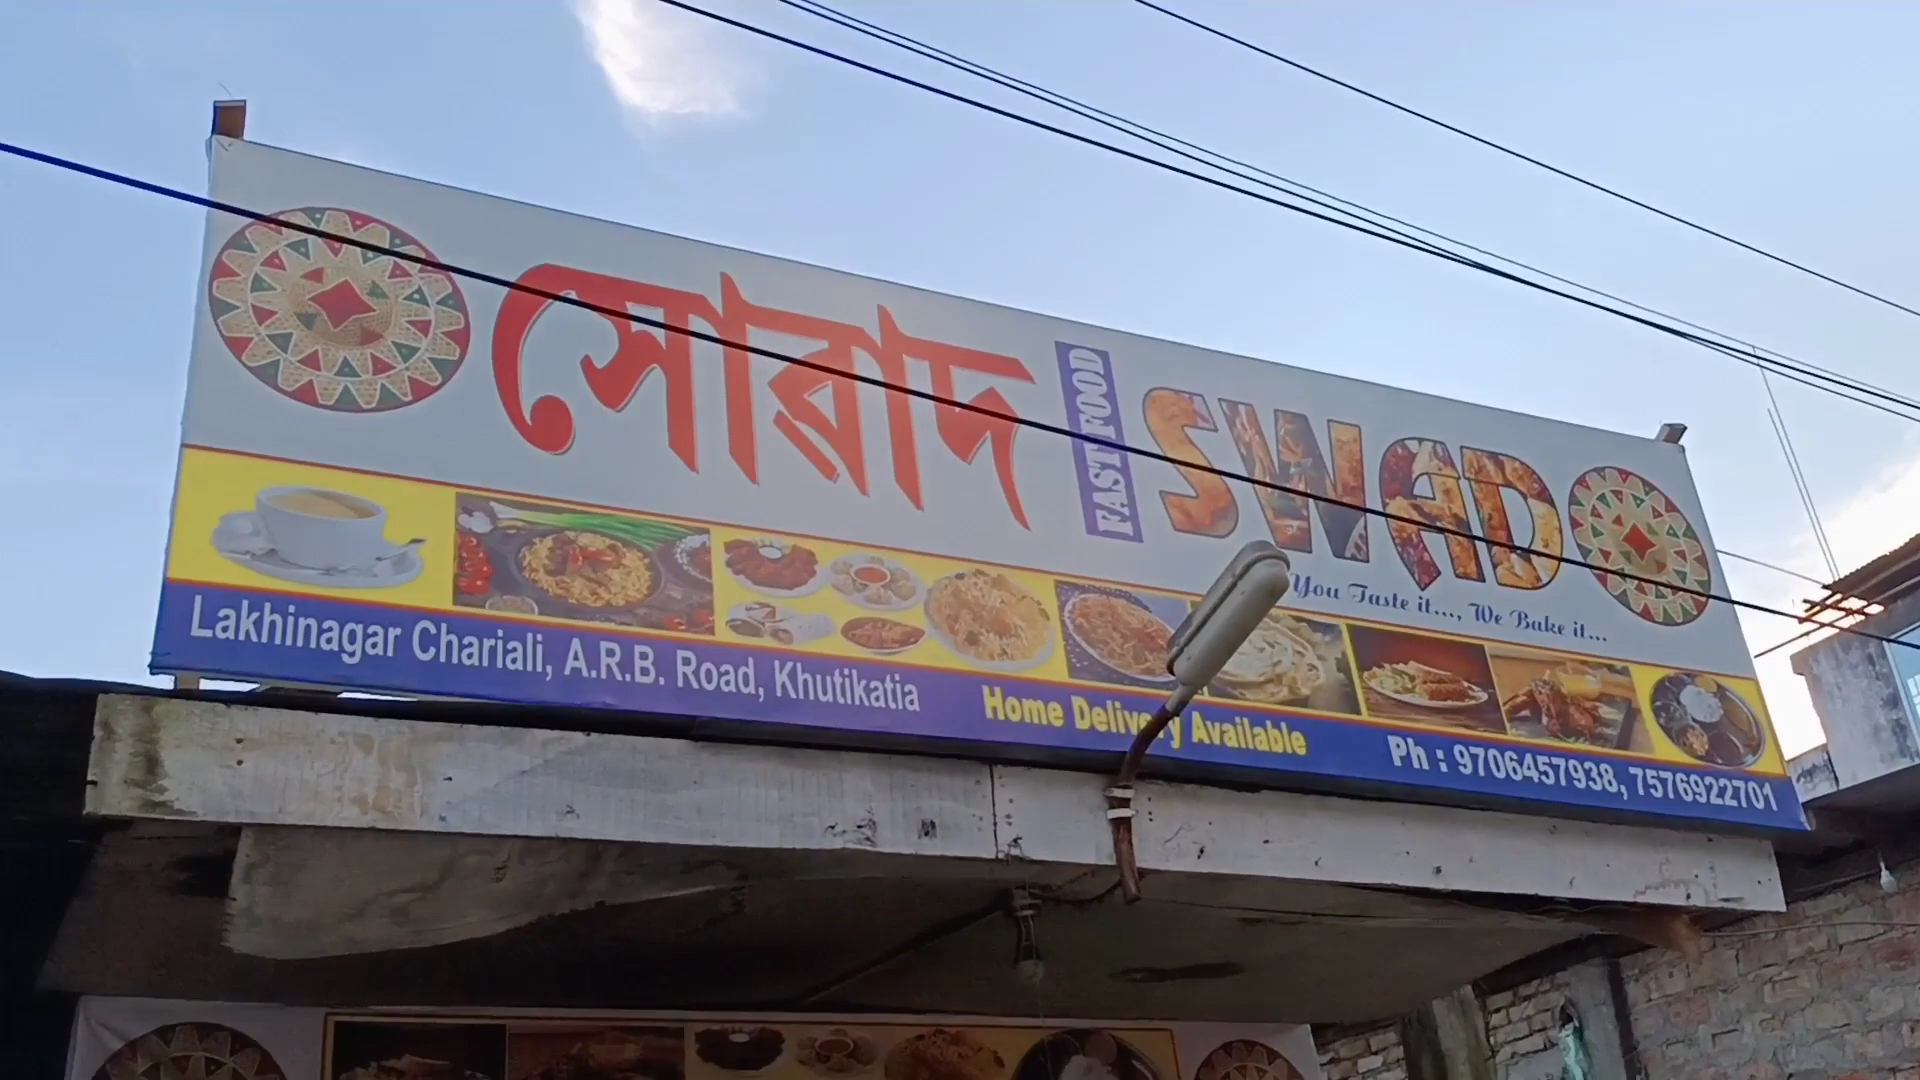 সোৱাদ
FAST FOOD
SWAD
You Taste it..., We Bake it...
Lakhinagar Chariali, A.R.B. Road, Khutikatia
Home Delivery Available
Ph : 9706457938, 7576922701